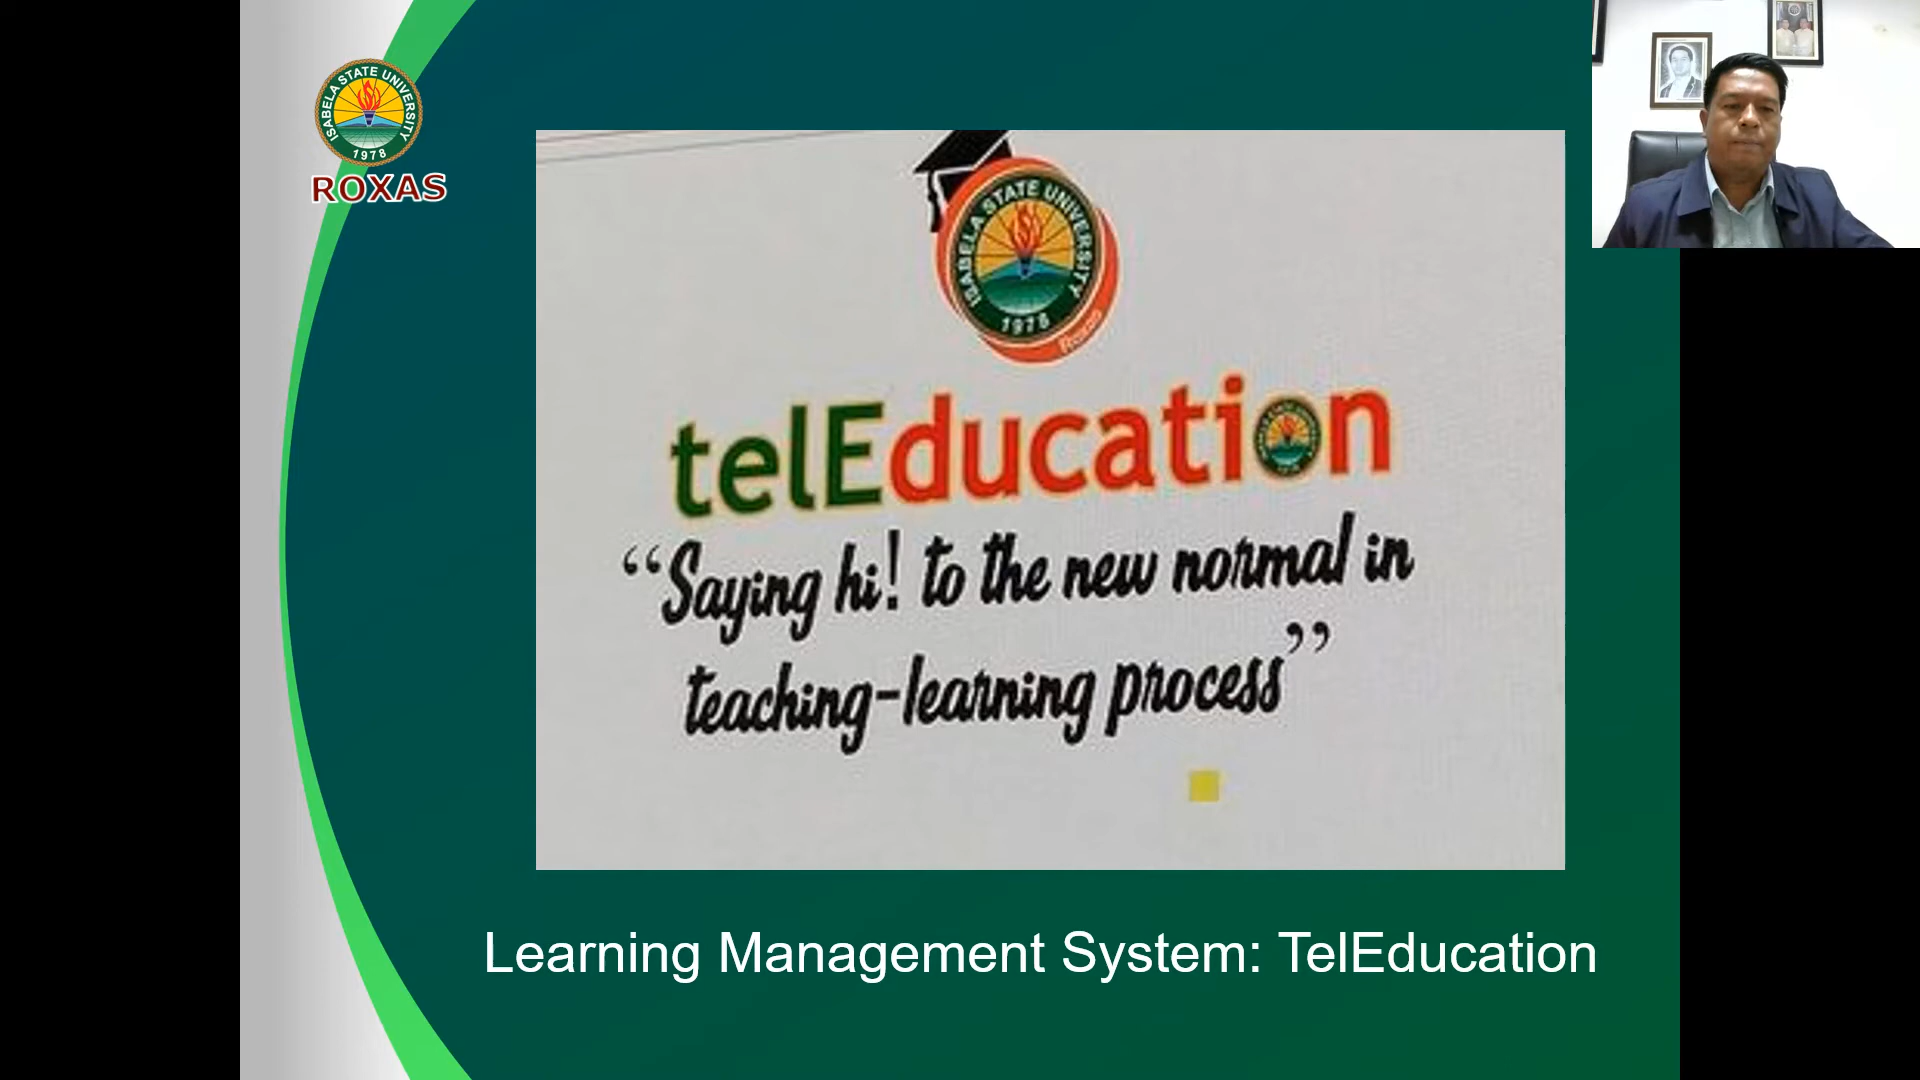 ISABELA STATE UNIVERSITY
1978
ROXAS
ISABELA STATE UNIVERSITY
1978
Roxas
telEducation
“Saying hi! to the new normal in
teaching-learning process”
Learning Management System: TelEducation